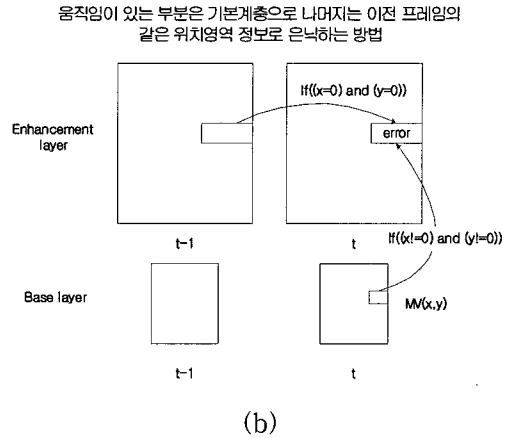 움직임이 있는 부분은 기본계층으로 나머지는 이전 프레임의
같은 위치영역 정보로 은닉하는 방법
If((x=0) and (y=0))
Enhancement
layer
error
t-1
t
If((x!=0) and (y!=0))
Base layer
MV(x,y)
t-1
t
(b)